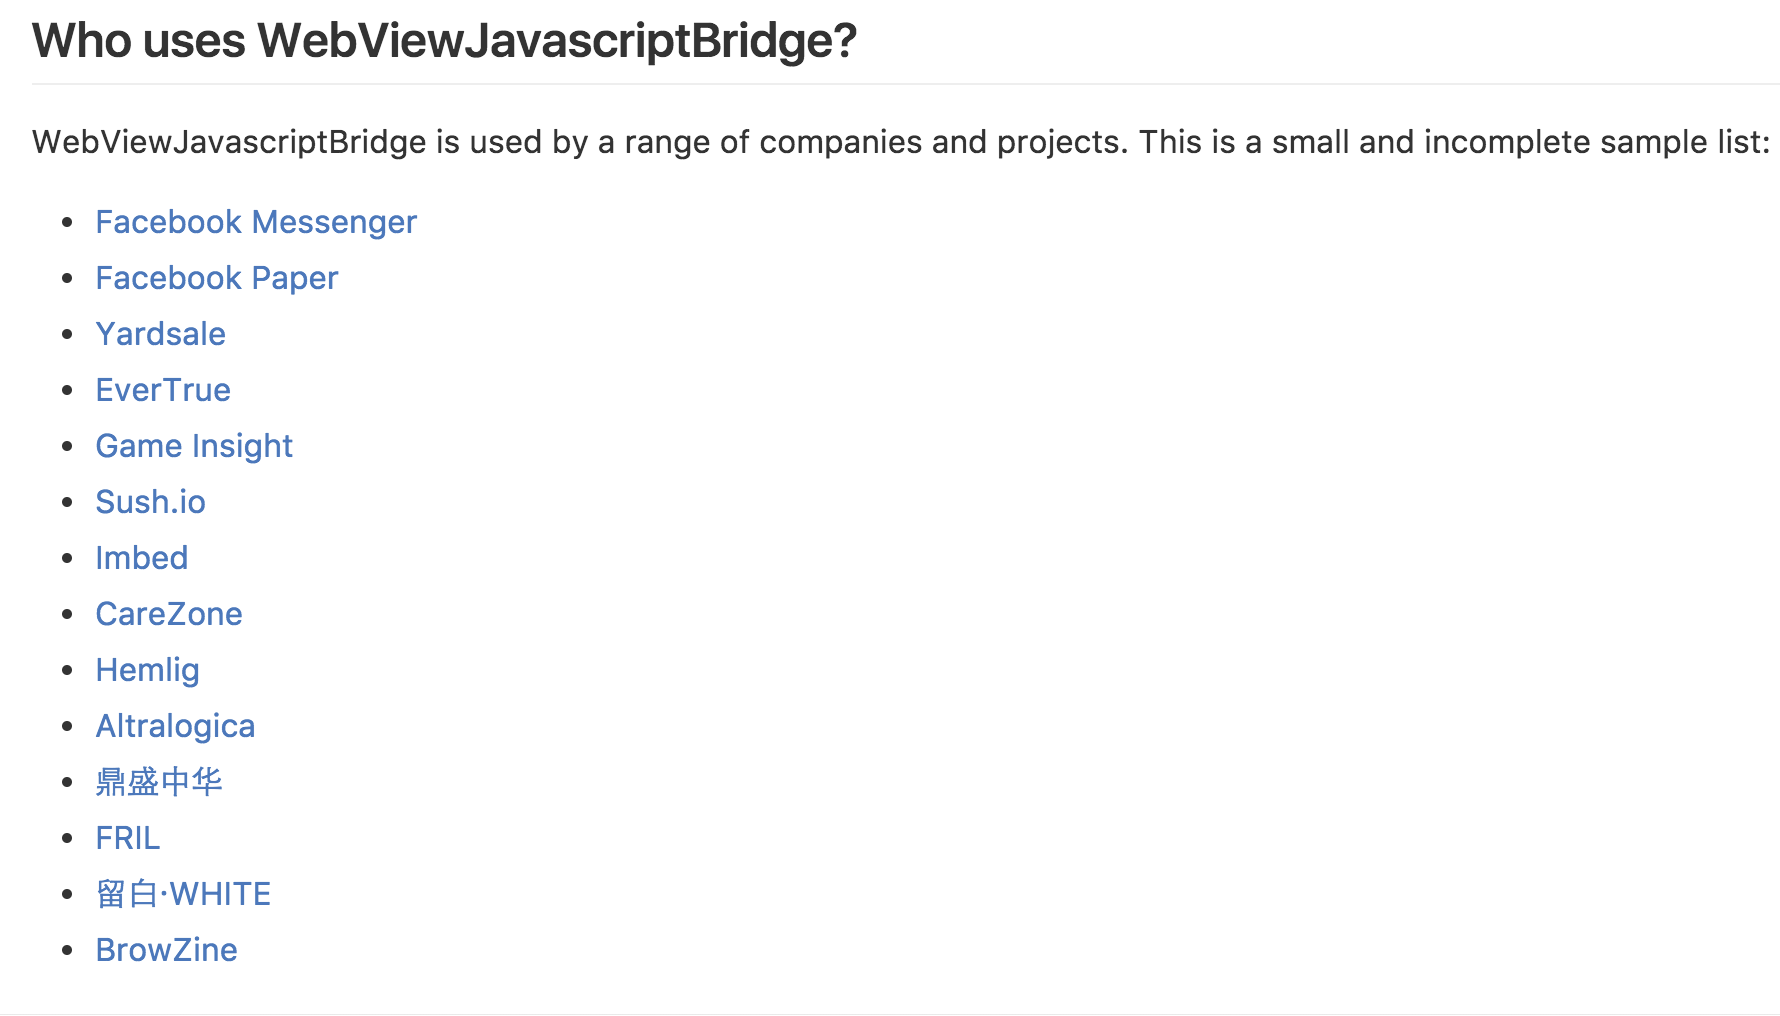 Who uses WebViewJavascriptBridge?
WebViewJavascriptBridge is used by a range of companies and projects. This is a small and incomplete sample list:
• Facebook Messenger
• Facebook Paper
• Yardsale
• EverTrue
• Game Insight
• Sush.io
• Imbed
• CareZone
• Hemlig
• Altralogica
• 鼎盛中华
• FRIL
• 留白·WHITE
• BrowZine